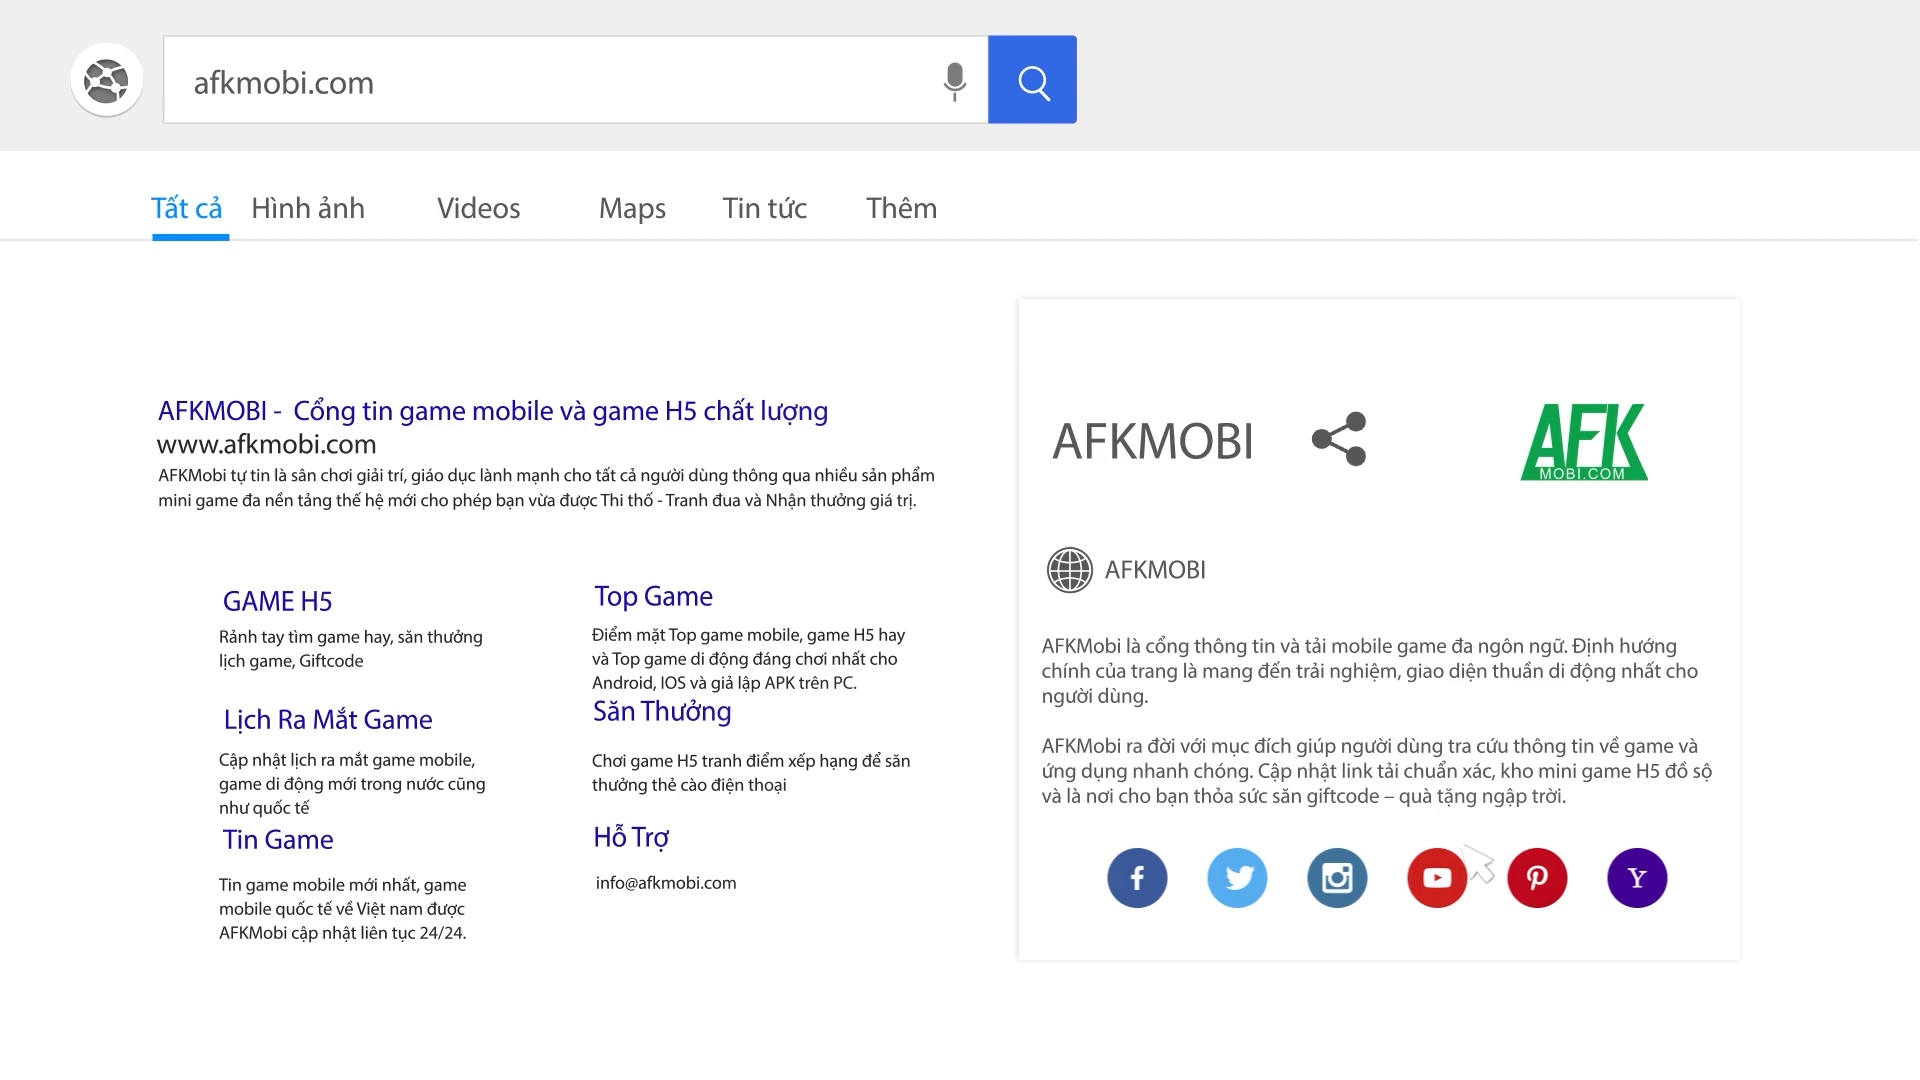 afkmobi.com
Tất cả Hình ảnh Videos Maps Tin tức Thêm
AFKMOBI - Cổng tin game mobile và game H5 chất lượng
www.afkmobi.com
AFKMobi tự tin là sân chơi giải trí, giáo dục lành mạnh cho tất cả người dùng thông qua nhiều sản phẩm
mini game đa nền tảng thế hệ mới cho phép bạn vừa được Thi thố - Tranh đua và Nhận thưởng giá trị.
GAME H5
Rảnh tay tìm game hay, săn thưởng
lịch game, Giftcode
Lịch Ra Mắt Game
Cập nhật lịch ra mắt game mobile,
game di động mới trong nước cũng
như quốc tế
Tin Game
Tin game mobile mới nhất, game
mobile quốc tế về Việt nam được
AFKMobi cập nhật liên tục 24/24.
Top Game
Điểm mặt Top game mobile, game H5 hay
và Top game di động đáng chơi nhất cho
Android, IOS và giả lập APK trên PC.
Săn Thưởng
Chơi game H5 tranh điểm xếp hạng để săn
thưởng thẻ cào điện thoại
Hỗ Trợ
info@afkmobi.com
AFKMOBI
AFK
MOBI.COM
AFKMOBI
AFKMobi là cổng thông tin và tải mobile game đa ngôn ngữ. Định hướng
chính của trang là mang đến trải nghiệm, giao diện thuần di động nhất cho
người dùng.
AFKMobi ra đời với mục đích giúp người dùng tra cứu thông tin về game và
ứng dụng nhanh chóng. Cập nhật link tải chuẩn xác, kho mini game H5 đồ sộ
và là nơi cho bạn thỏa sức săn giftcode – quà tặng ngập trời.